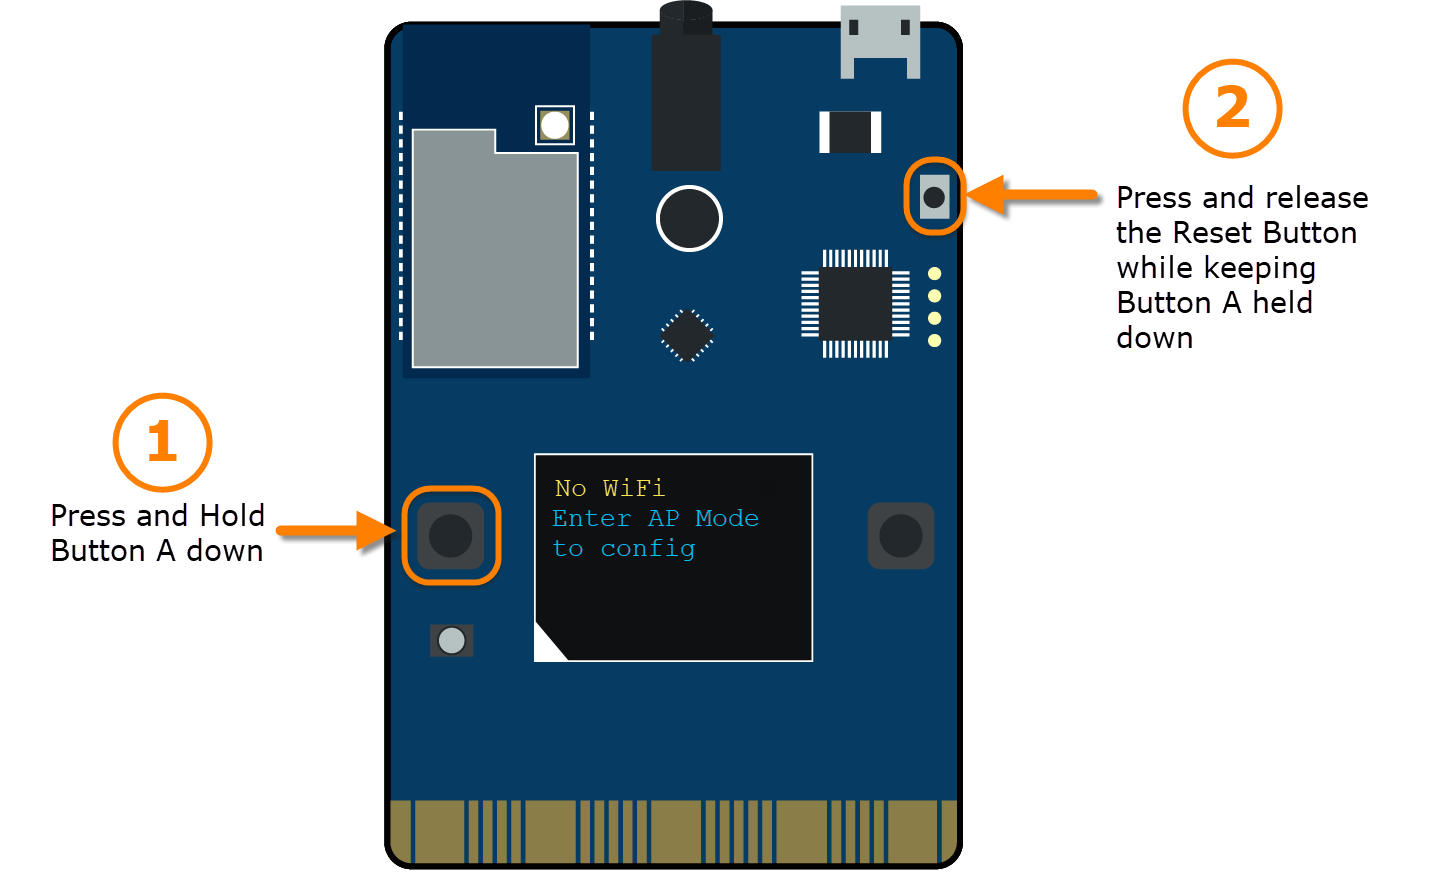 1
Press and Hold
Button A down
No WiFi
Enter AP Mode
to config
2
Press and release
the Reset Button
while keeping
Button A held
down